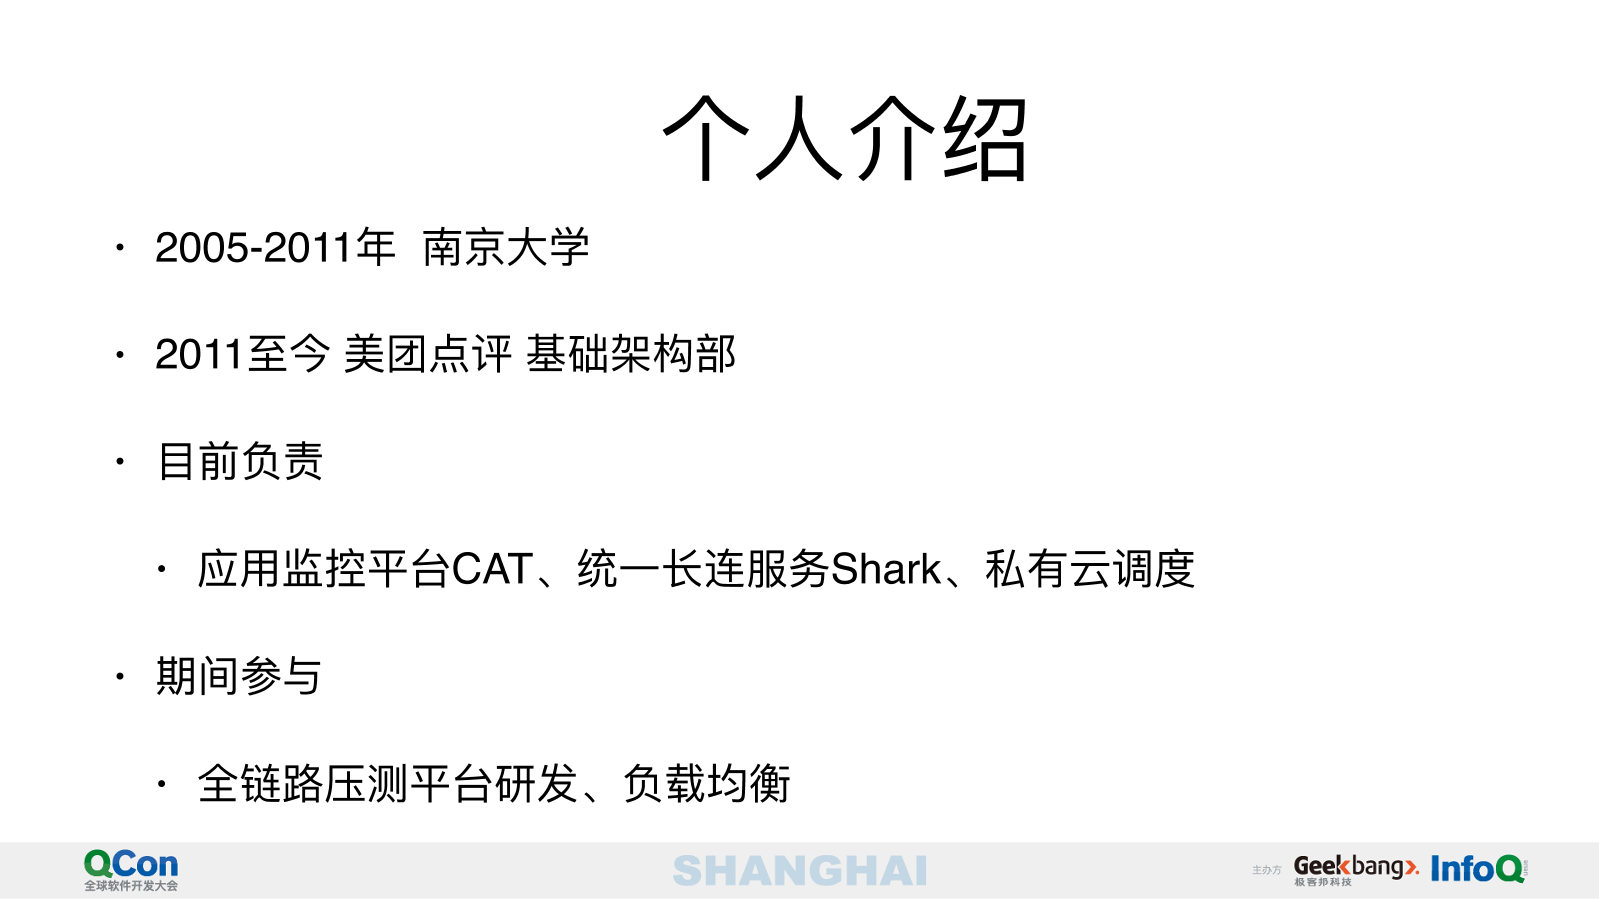 个人介绍
• 2005-2011年 南京大学
• 2011至今 美团点评 基础架构部
• 目前负责
• 应用监控平台CAT、统一长连服务Shark、私有云调度
• 期间参与
• 全链路压测平台研发、负载均衡
QCon
全球软件开发大会
SHANGHAI
主办方
Geekbang>.
极客邦科技
InfoQ